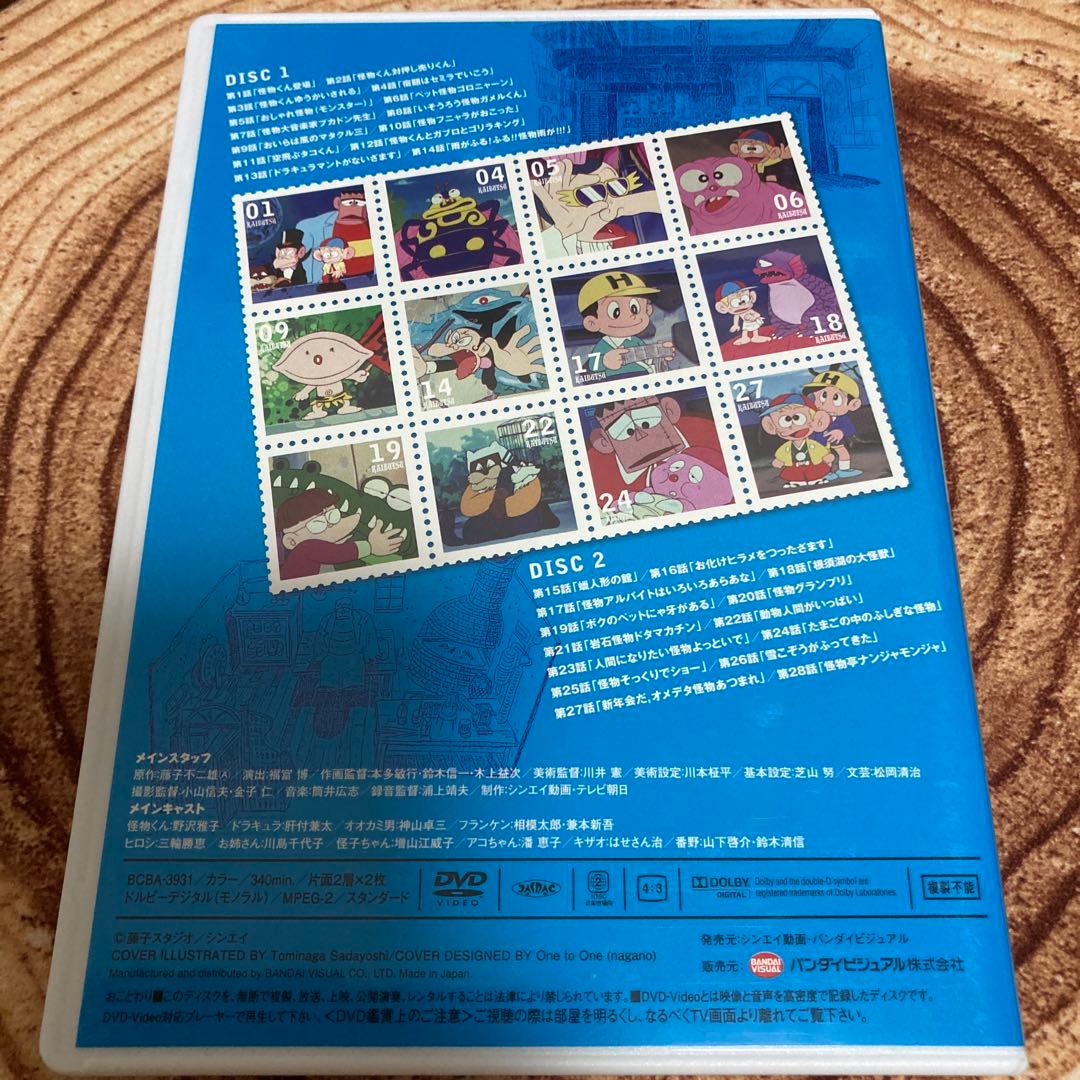 DISC 1
第1話「怪物くん登場」／第2話「怪物くん対押し売りくん」
第3話「怪物くんゆうかいされる」／第4話「宿題はセミラでいこう」
第5話「おしゃれ怪物(モンスター)」／第6話「ペット怪物ゴロニャーン」
第7話「怪物大音楽家ブカドン先生」／第8話「いそうろう怪物ガメルくん」
第9話「おいらは風のマタクル三」／第10話「怪物フニャラがおこった」
第11話「空飛ぶタコくん」／第12話「怪物くんとガブロとゴリラキング」
第13話「ドラキュラマントがないざます」／第14話「雨がふる!ふる!!怪物雨が!!!」
01
KAIBUTSU
04
KAIBUTSU
05
KAIBUTSU
06
KAIBUTSU
09
KAIBUTSU
14
KAIBUTSU
H
17
KAIBUTSU
18
KAIBUTSU
19
KAIBUTSU
22
KAIBUTSU
24
27
KAIBUTSU
H
DISC 2
第15話「蝋人形の館」／第16話「お化けヒラメをつったざます」
第17話「怪物アルバイトはいろいろあらあな」／第18話「根須湖の大怪獣」
第19話「ボクのペットにゃ牙がある」／第20話「怪物グランプリ」
第21話「岩石怪物ドタマカチン」／第22話「動物人間がいっぱい」
第23話「人間になりたい怪物よっといで」／第24話「たまごの中のふしぎな怪物」
第25話「怪物そっくりでショー」／第26話「雪こぞうがふってきた」
第27話「新年会だ,オメデタ怪物あつまれ」／第28話「怪物亭ナンジャモンジャ」
メインスタッフ
原作:藤子不二雄Ⓐ／演出:福冨 博／作画監督:本多敏行・鈴木信一・木上益次／美術監督:川井 憲／美術設定:川本柾平／基本設定:芝山 努／文芸:松岡清治
撮影監督:小山信夫・金子 仁／音楽:筒井広志／録音監督:浦上靖夫／制作:シンエイ動画・テレビ朝日
メインキャスト
怪物くん:野沢雅子／ドラキュラ:肝付兼太／オオカミ男:神山卓三／フランケン:相模太郎・兼本新吾
ヒロシ:三輪勝恵／お姉さん:川島千代子／怪子ちゃん:増山江威子／アコちゃん:潘 恵子／キザオ:はせさん治／番野:山下啓介・鈴木清信
BCBA-3931／カラー／340min.／片面2層×2枚
ドルビーデジタル(モノラル)／MPEG-2／スタンダード
DVD
VIDEO
JARDAC
2
NTSC
日本市場向
4:3
DOLBY
DIGITAL
Dolby and the double-D symbol are
registered trademarks of Dolby Laboratories.
複製不能
©藤子スタジオ/シンエイ
COVER ILLUSTRATED BY Tominaga Sadayoshi/COVER DESIGNED BY One to One (nagano)
Manufactured and distributed by BANDAI VISUAL CO., LTD. Made in Japan.
発売元:シンエイ動画・バンダイビジュアル
販売元:
BANDAI
VISUAL
バンダイビジュアル株式会社
おことわり■このディスクを、無断で複製、放送、上映、公開演奏、レンタルすることは法律により禁じられています。■DVD-Videoとは映像と音声を高密度で記録したディスクです。
DVD-Video対応プレーヤーで再生して下さい。＜DVD鑑賞上のご注意＞ご視聴の際は部屋を明るくし、なるべくTV画面より離れてご覧下さい。